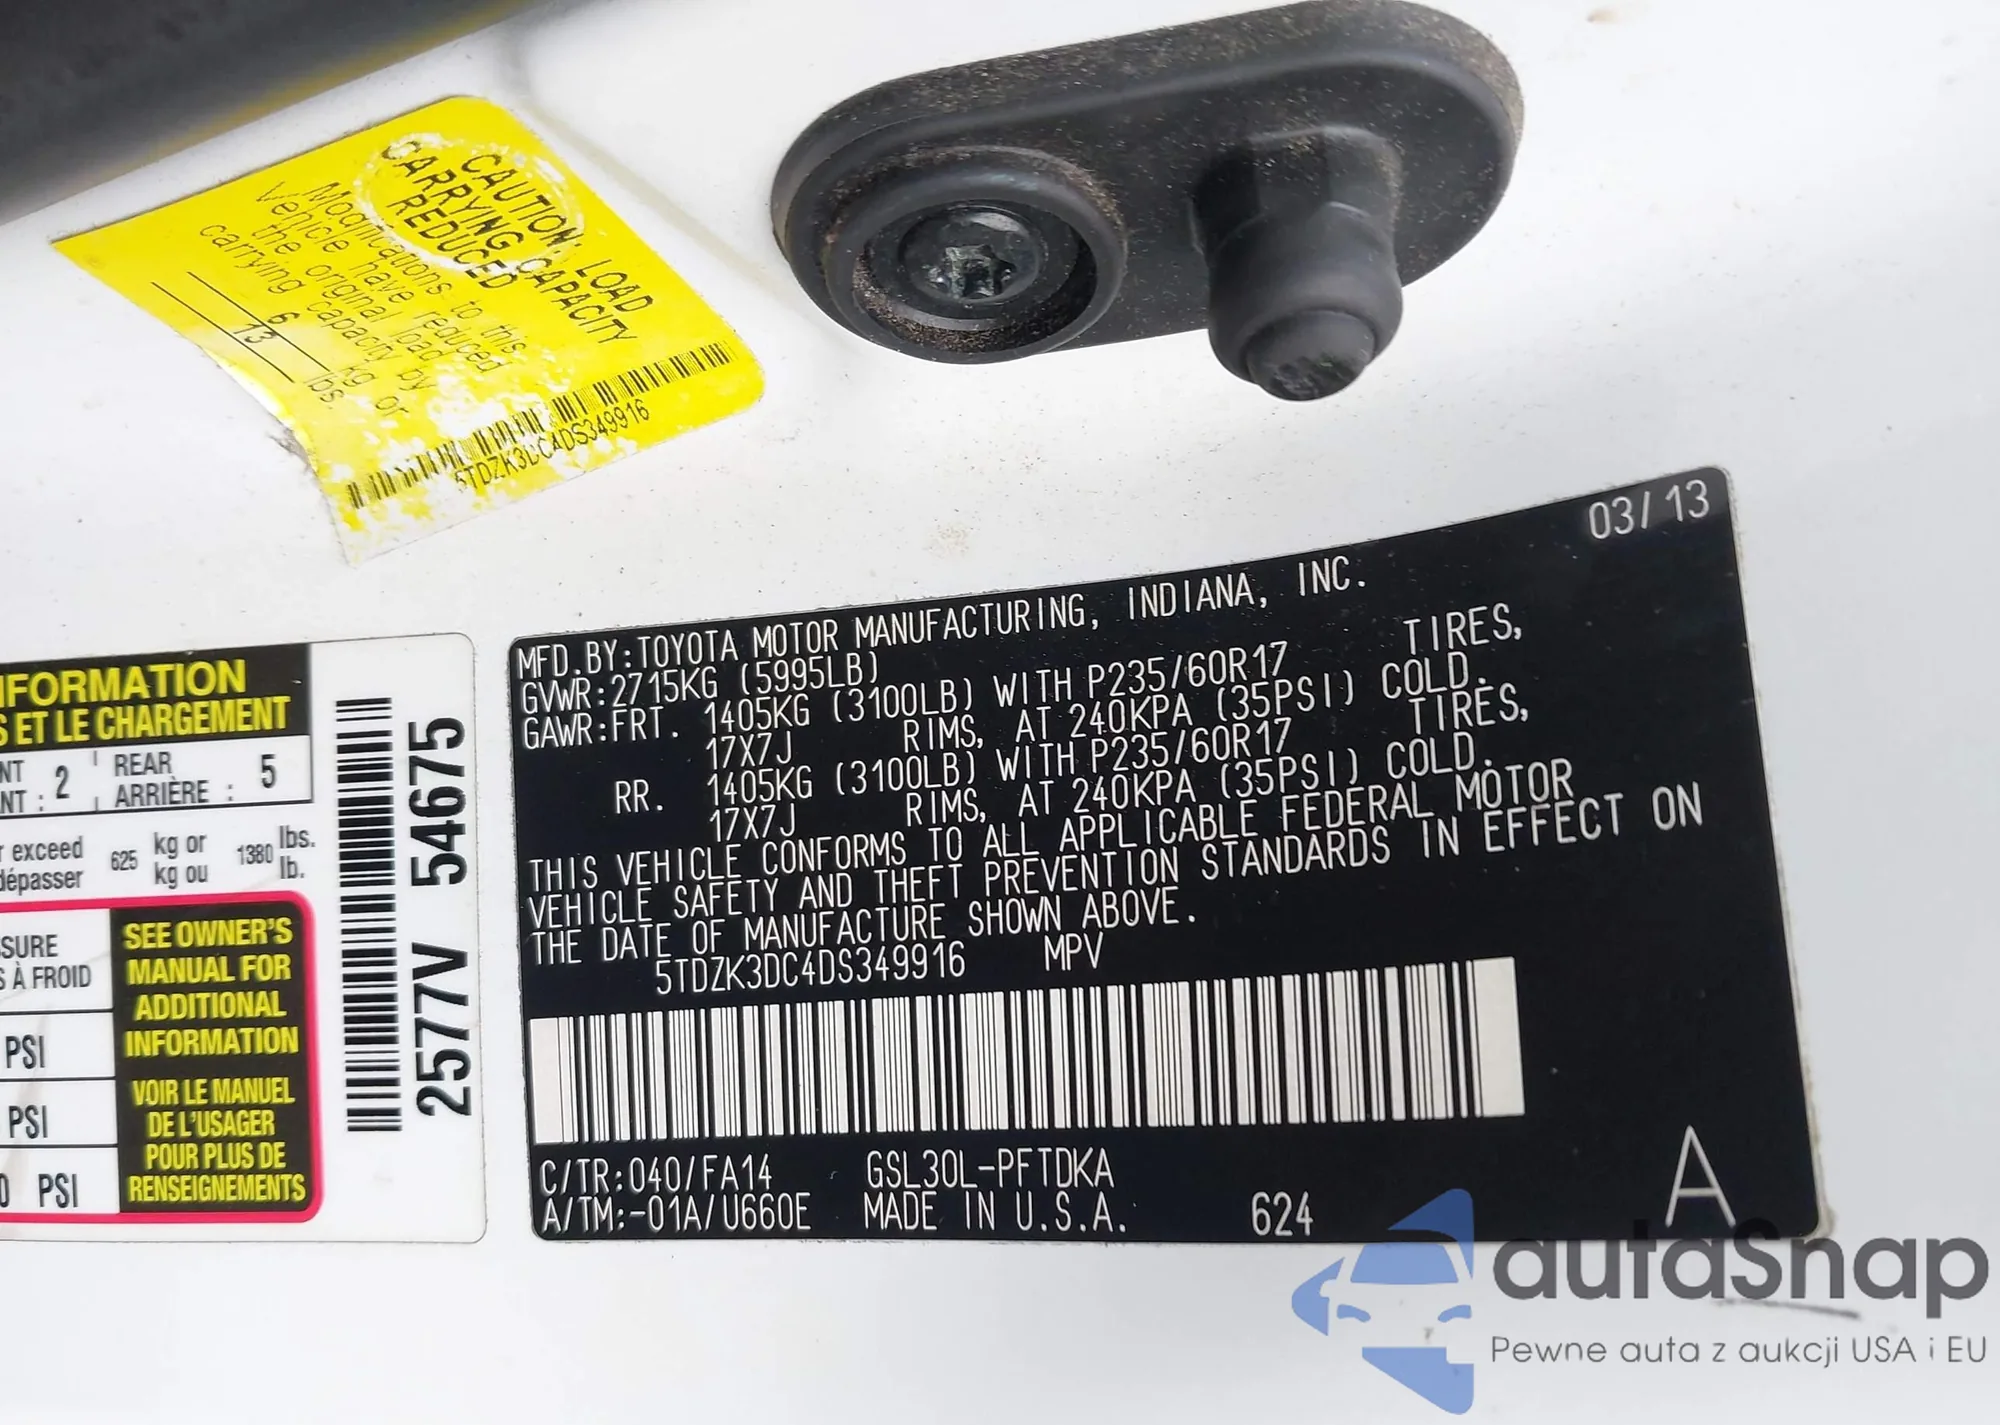 CAUTION: LOAD
CARRYING CAPACITY
REDUCED
Modifications to this
vehicle have reduced
the original load
carrying capacity by
6 kg or
13 lbs.
5TDZK3DC4DS349916
03/13
MFD.BY:TOYOTA MOTOR MANUFACTURING, INDIANA, INC.
GVWR:2715KG (5995LB)
GAWR:FRT. 1405KG (3100LB) WITH P235/60R17 TIRES,
17X7J RIMS, AT 240KPA (35PSI) COLD.
RR. 1405KG (3100LB) WITH P235/60R17 TIRES,
17X7J RIMS, AT 240KPA (35PSI) COLD.
THIS VEHICLE CONFORMS TO ALL APPLICABLE FEDERAL MOTOR
VEHICLE SAFETY AND THEFT PREVENTION STANDARDS IN EFFECT ON
THE DATE OF MANUFACTURE SHOWN ABOVE.
5TDZK3DC4DS349916 MPV
C/TR:040/FA14 GSL30L-PFTDKA
A/TM:-01A/U660E MADE IN U.S.A. 624
A
NFORMATION
S ET LE CHARGEMENT
NT 2 REAR 5
ANT : ARRIÈRE :
r exceed 625 kg or 1380 lbs.
dépasser kg ou lb.
SURE
S À FROID
PSI
PSI
0 PSI
SEE OWNER'S
MANUAL FOR
ADDITIONAL
INFORMATION
VOIR LE MANUEL
DE L'USAGER
POUR PLUS DE
RENSEIGNEMENTS
2577V 54675
autaSnap
Pewne auta z aukcji USA i EU